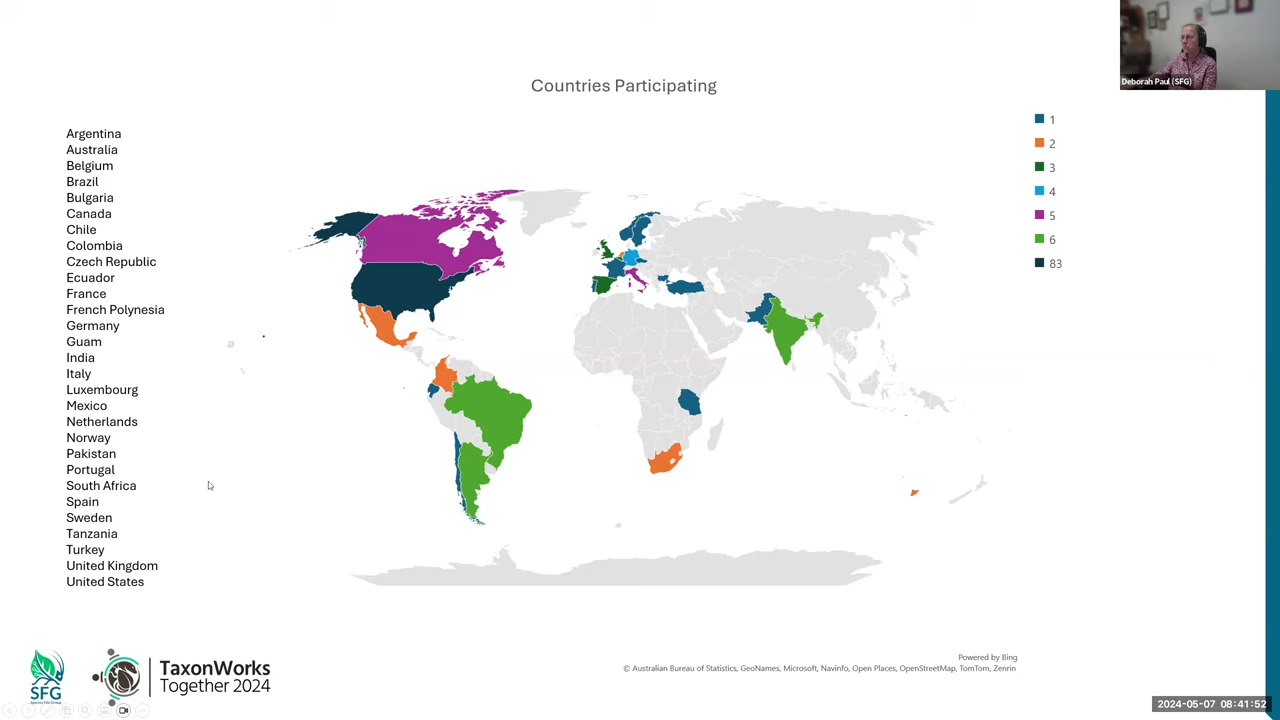 Deborah Paul (SFG)
Countries Participating
Argentina
Australia
Belgium
Brazil
Bulgaria
Canada
Chile
Colombia
Czech Republic
Ecuador
France
French Polynesia
Germany
Guam
India
Italy
Luxembourg
Mexico
Netherlands
Norway
Pakistan
Portugal
South Africa
Spain
Sweden
Tanzania
Turkey
United Kingdom
United States
1
2
3
4
5
6
83
Powered by Bing
© Australian Bureau of Statistics, GeoNames, Microsoft, Navinfo, Open Places, OpenStreetMap, TomTom, Zenrin
SFG
Species File Group
TaxonWorks
Together 2024
2024-05-07 08:41:52